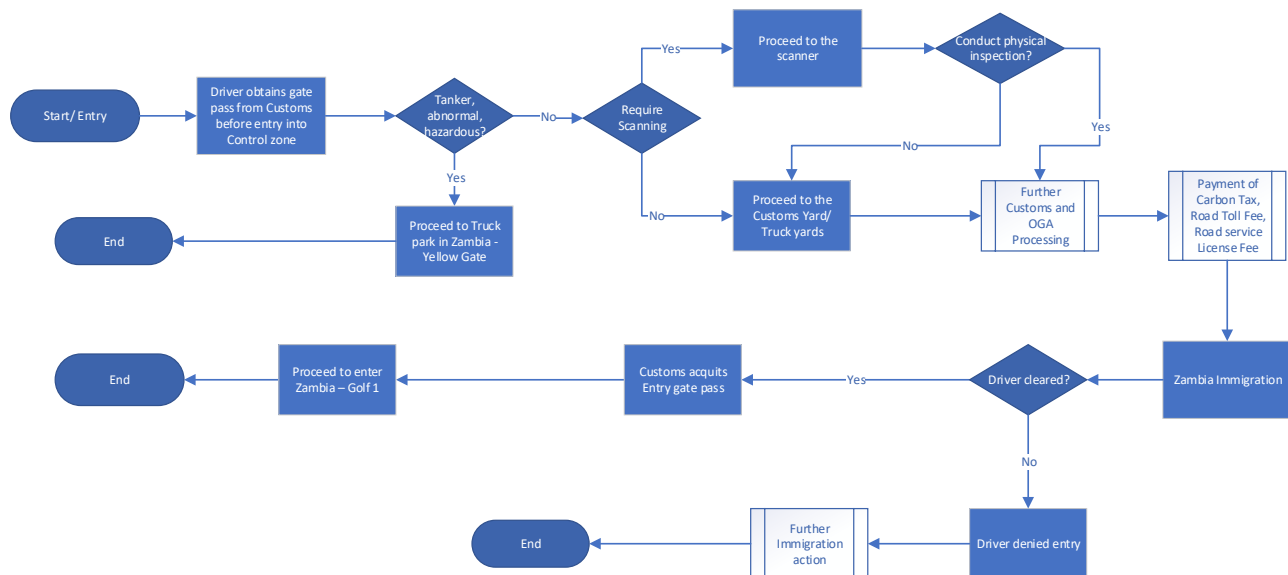 Yes
Proceed to the
scanner
Conduct physical
inspection?
Start/ Entry
Driver obtains gate
pass from Customs
before entry into
Control zone
Tanker,
abnormal,
hazardous?
No
Require
Scanning
Yes
No
Yes
No
Proceed to the
Customs Yard/
Truck yards
Further
Customs and
OGA
Processing
Payment of
Carbon Tax,
Road Toll Fee,
Road service
License Fee
End
Proceed to Truck
park in Zambia -
Yellow Gate
End
Proceed to enter
Zambia – Golf 1
Customs acquits
Entry gate pass
Yes
Driver cleared?
Zambia Immigration
No
End
Further
Immigration
action
Driver denied entry